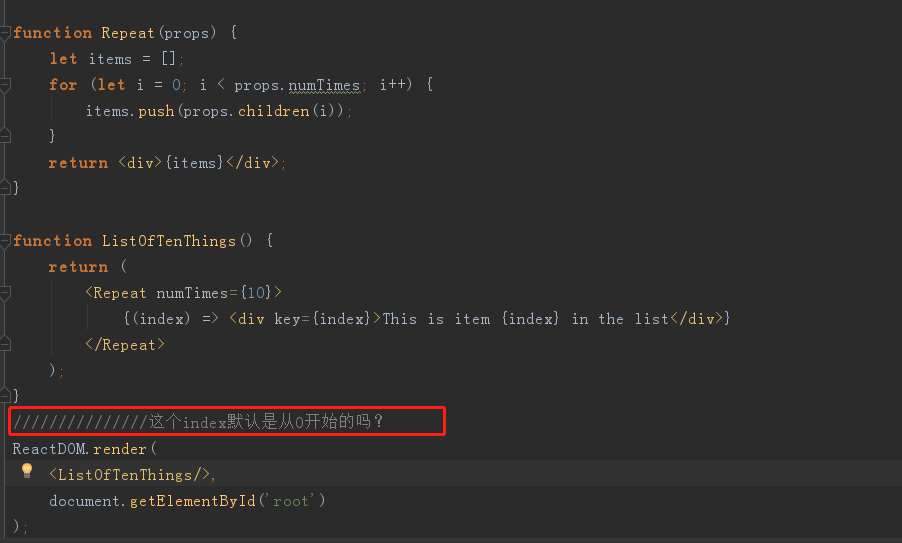 function Repeat(props) {
    let items = [];
    for (let i = 0; i < props.numTimes; i++) {
        items.push(props.children(i));
    }
    return <div>{items}</div>;
}
function ListOfTenThings() {
    return (
        <Repeat numTimes={10}>
            {(index) => <div key={index}>This is item {index} in the list</div>}
        </Repeat>
    );
}
///////////////这个index默认是从0开始的吗?
ReactDOM.render(
    <ListOfTenThings/>,
    document.getElementById('root')
);